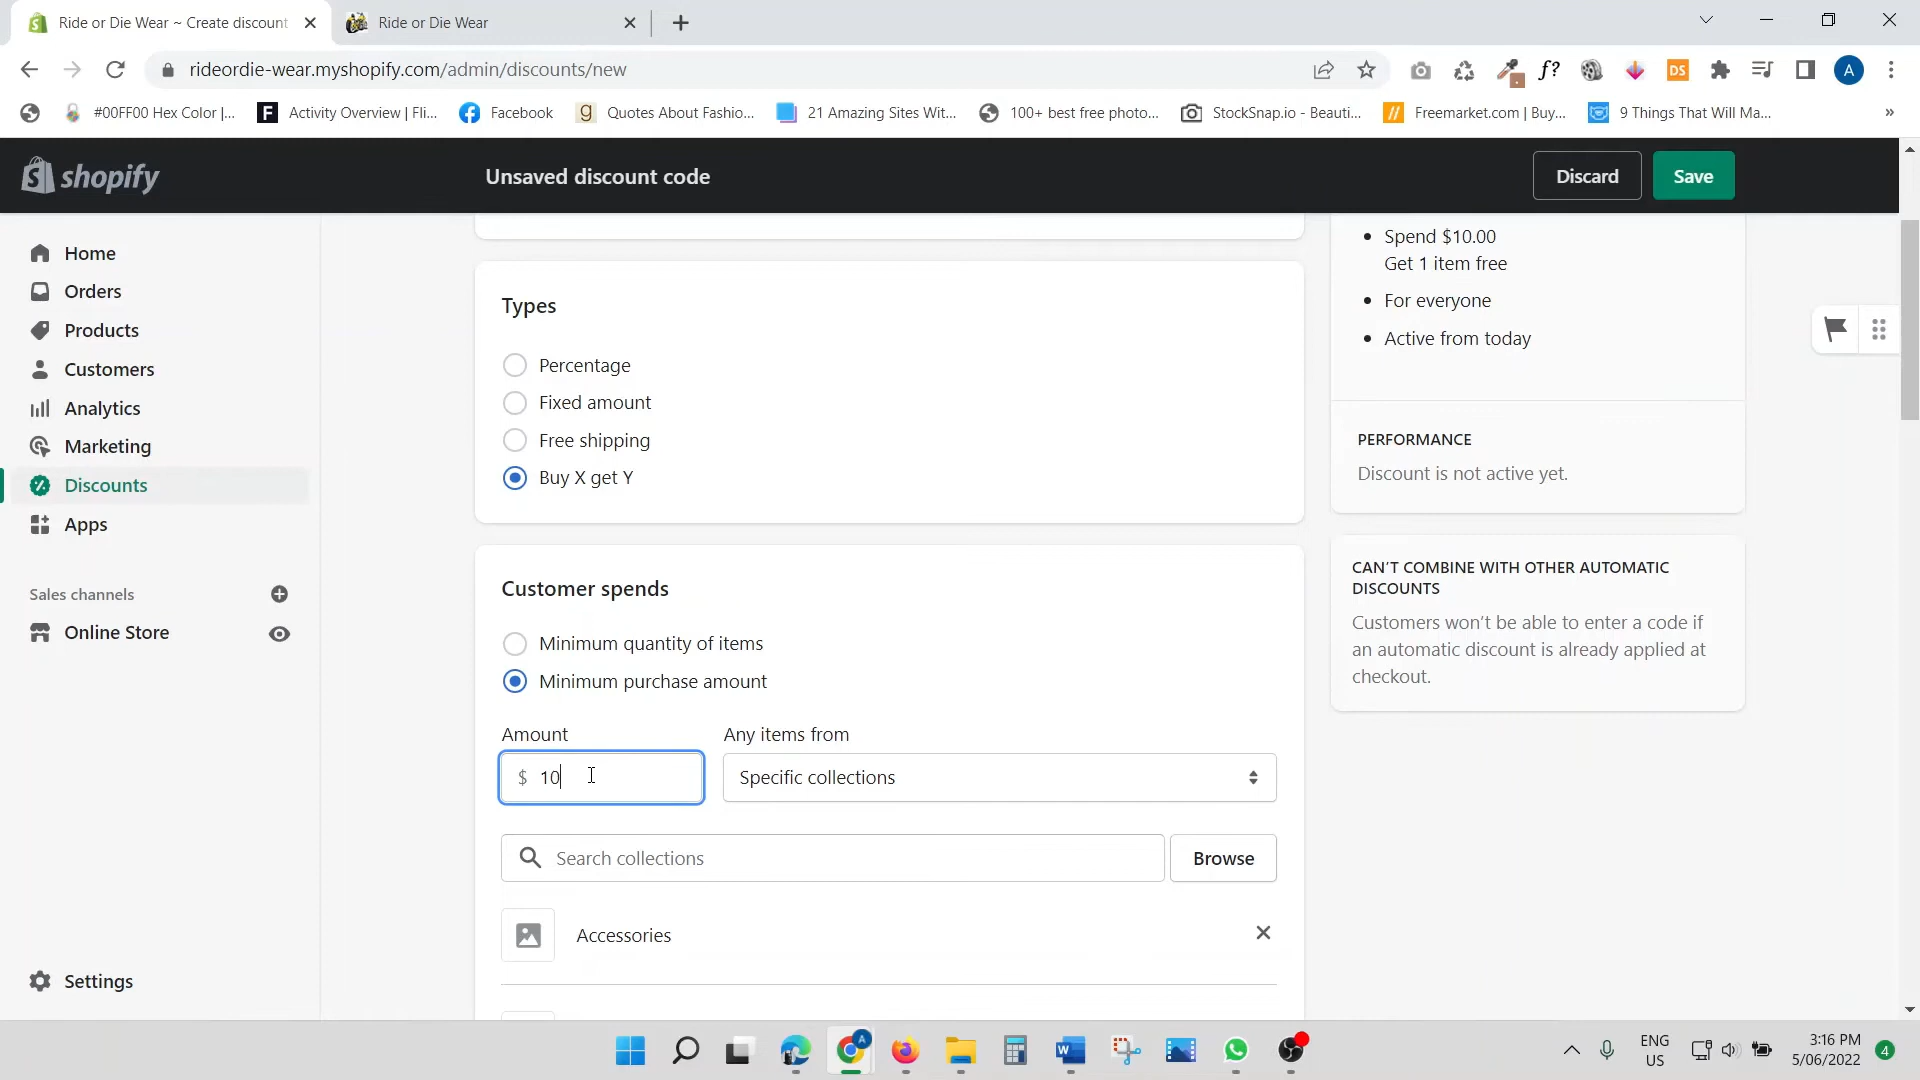 Ride or Die Wear ~ Create discount
Ride or Die Wear
rideordie-wear.myshopify.com/admin/discounts/new
f?
DS
A
#00FF00 Hex Color |...
F
Activity Overview | Fli...
Facebook
g
Quotes About Fashio...
21 Amazing Sites Wit...
100+ best free photo...
StockSnap.io - Beauti...
Freemarket.com | Buy...
9 Things That Will Ma...
»
shopify
Unsaved discount code
Discard
Save
Home
Orders
Products
Customers
Analytics
Marketing
Discounts
Apps
Sales channels
Online Store
Settings
Types
Percentage
Fixed amount
Free shipping
Buy X get Y
Customer spends
Minimum quantity of items
Minimum purchase amount
Amount
Any items from
$ 10
Specific collections
Search collections
Browse
Accessories
Spend $10.00
Get 1 item free
For everyone
Active from today
PERFORMANCE
Discount is not active yet.
CAN'T COMBINE WITH OTHER AUTOMATIC
DISCOUNTS
Customers won't be able to enter a code if
an automatic discount is already applied at
checkout.
A
W
ENG
US
3:16 PM
5/06/2022
4